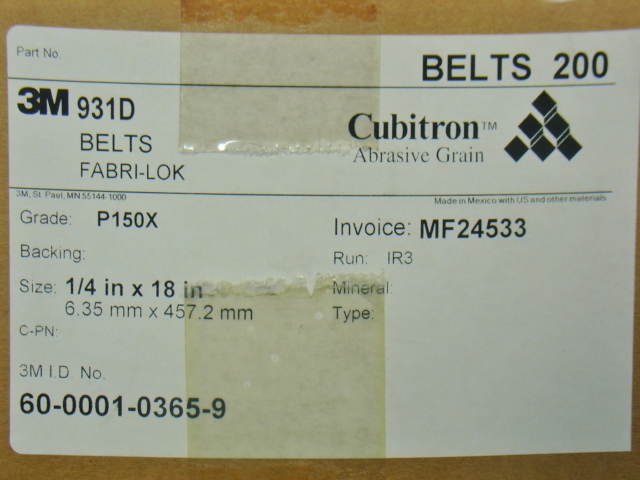 Part No.
BELTS 200
3M 931D
BELTS
FABRI-LOK
Cubitron™
Abrasive Grain
3M, St. Paul, MN 55144-1000
Made in Mexico with US and other materials
Grade: P150X
Invoice: MF24533
Backing:
Run: IR3
Size: 1/4 in x 18 in
Mineral:
6.35 mm x 457.2 mm
Type:
C-PN:
3M I.D No.
60-0001-0365-9